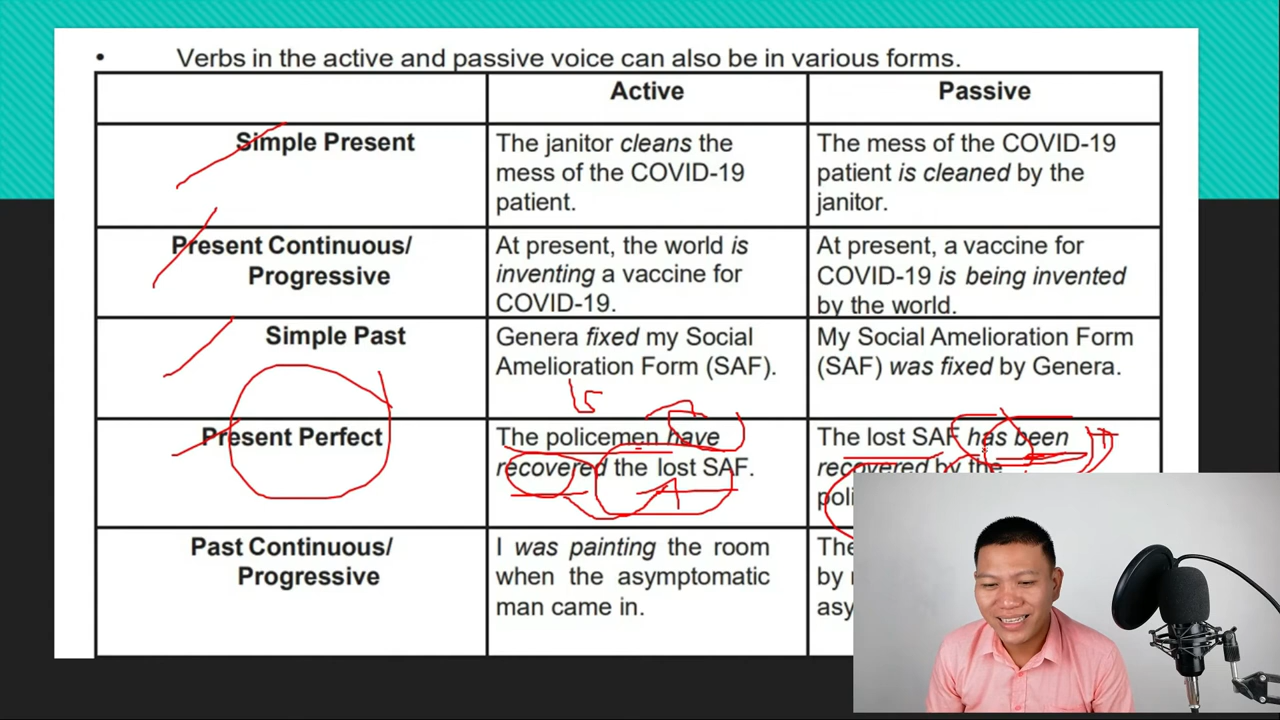 • Verbs in the active and passive voice can also be in various forms.
Active
Passive
Simple Present
The janitor cleans the
mess of the COVID-19
patient.
The mess of the COVID-19
patient is cleaned by the
janitor.
Present Continuous/
Progressive
At present, the world is
inventing a vaccine for
COVID-19.
At present, a vaccine for
COVID-19 is being invented
by the world.
Simple Past
Genera fixed my Social
Amelioration Form (SAF).
My Social Amelioration Form
(SAF) was fixed by Genera.
Present Perfect
The policemen have
recovered the lost SAF.
The lost SAF has been
recovered by the
Past Continuous/
Progressive
I was painting the room
when the asymptomatic
man came in.
The
by